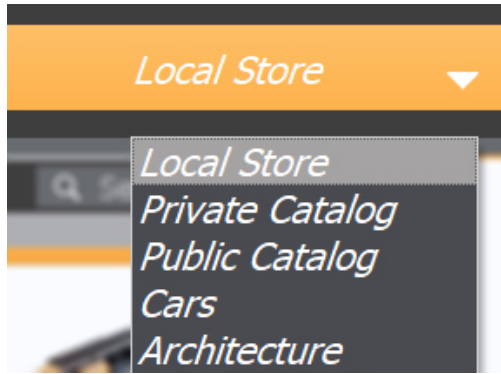 Local Store
Local Store
Private Catalog
Public Catalog
Cars
Architecture